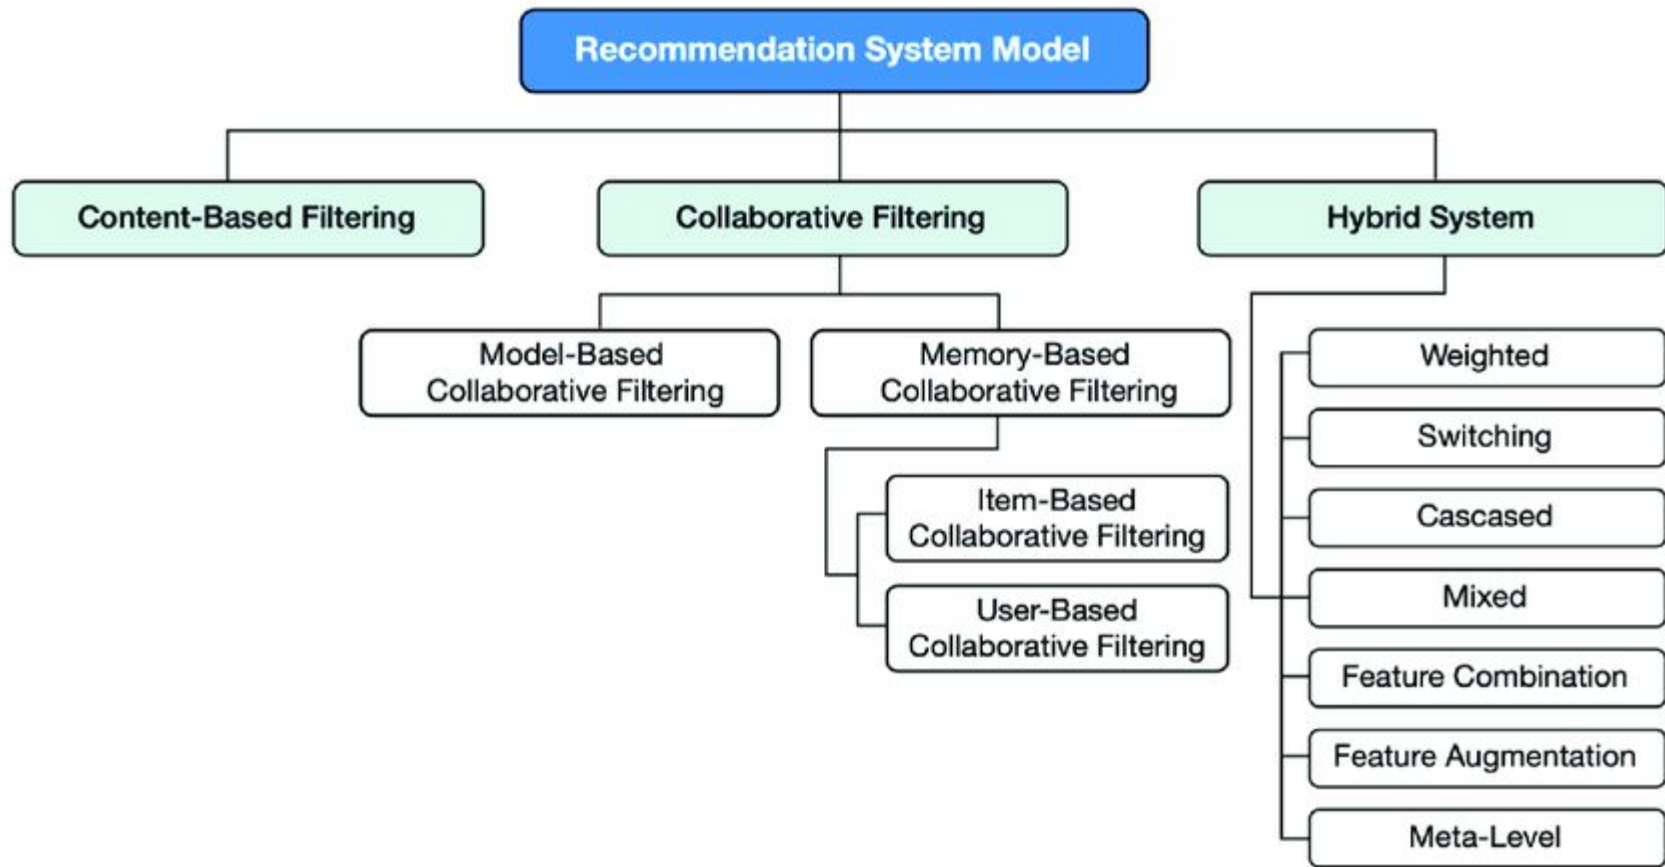 Recommendation System Model
Content-Based Filtering
Collaborative Filtering
Hybrid System
Model-Based
Collaborative Filtering
Memory-Based
Collaborative Filtering
Item-Based
Collaborative Filtering
User-Based
Collaborative Filtering
Weighted
Switching
Cascased
Mixed
Feature Combination
Feature Augmentation
Meta-Level